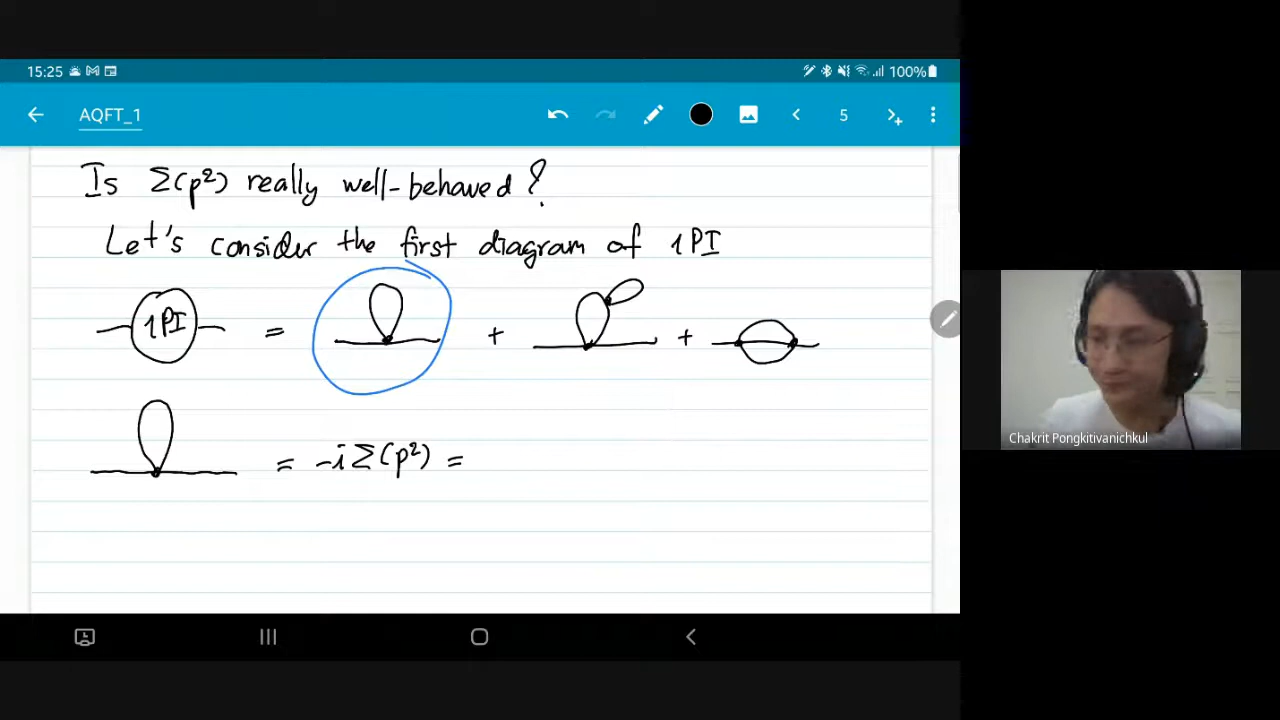 15:25 100%
AQFT_1 5
Is Σ(p²) really well-behaved?
Let's consider the first diagram of 1PI
1PI = + +
= -iΣ(p²) =
Chakrit Pongkitivanichkul